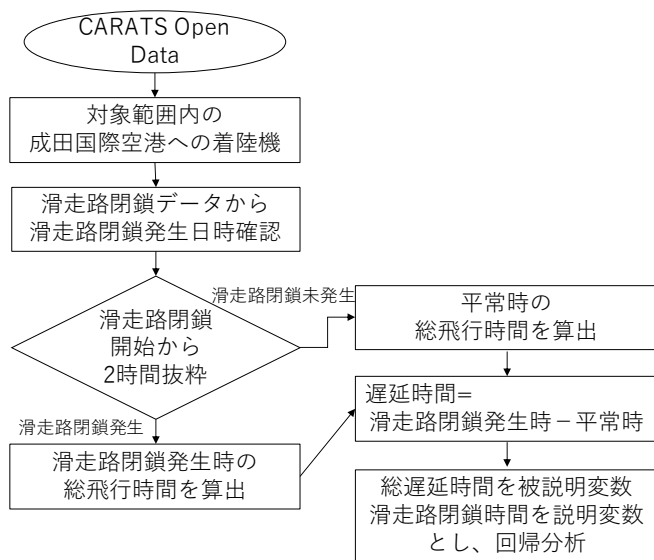 CARATS Open
Data
対象範囲内の
成田国際空港への着陸機
滑走路閉鎖データから
滑走路閉鎖発生日時確認
滑走路閉鎖
開始から
2時間抜粋
滑走路閉鎖未発生
平常時の
総飛行時間を算出
滑走路閉鎖発生
滑走路閉鎖発生時の
総飛行時間を算出
遅延時間=
滑走路閉鎖発生時－平常時
総遅延時間を被説明変数
滑走路閉鎖時間を説明変数
とし、回帰分析